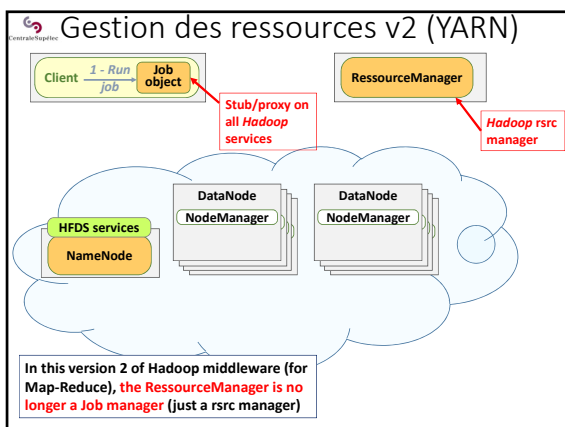 CentraleSupélec
Gestion des ressources v2 (YARN)
Client
1 - Run
job
Job
object
Stub/proxy on
all Hadoop
services
RessourceManager
Hadoop rsrc
manager
HFDS services
NameNode
DataNode
NodeManager
DataNode
NodeManager
In this version 2 of Hadoop middleware (for
Map-Reduce), the RessourceManager is no
longer a Job manager (just a rsrc manager)